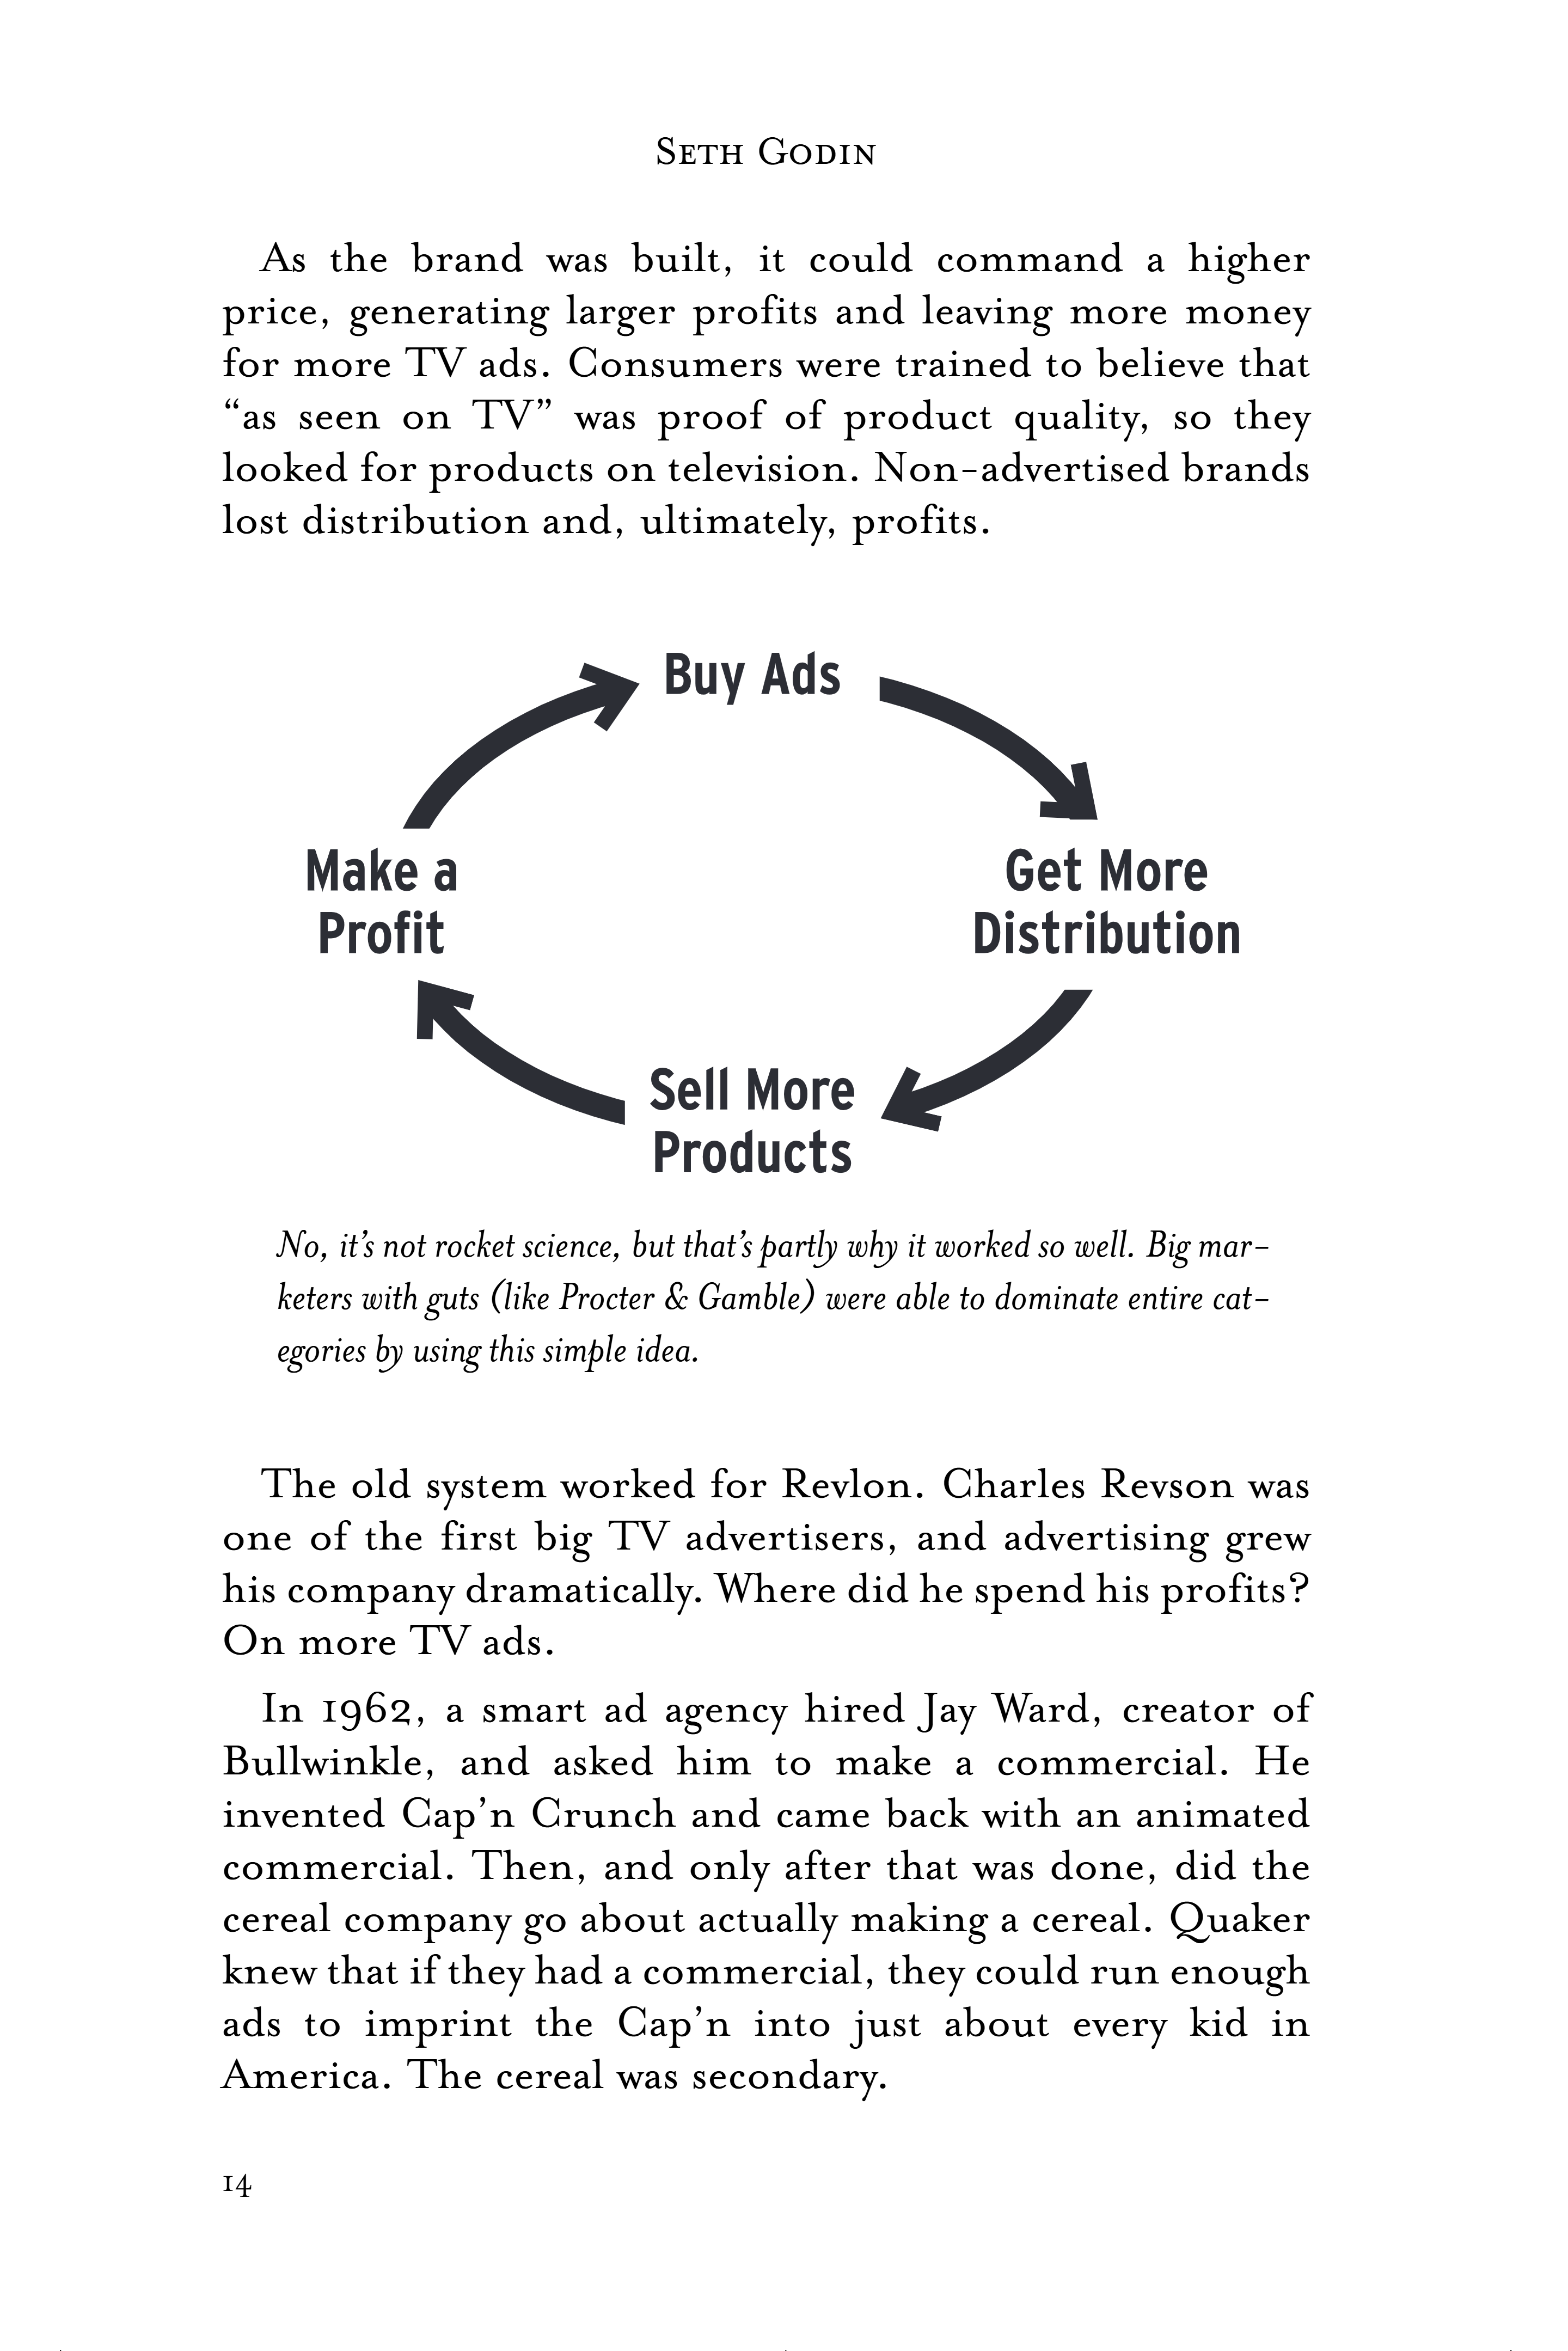 Seth Godin
As the brand was built, it could command a higher
price, generating larger profits and leaving more money
for more TV ads. Consumers were trained to believe that
“as seen on TV” was proof of product quality, so they
looked for products on television. Non-advertised brands
lost distribution and, ultimately, profits.
Buy Ads
Get More
Distribution
Sell More
Products
Make a
Profit
No, it’s not rocket science, but that’s partly why it worked so well. Big mar-
keters with guts (like Procter & Gamble) were able to dominate entire cat-
egories by using this simple idea.
The old system worked for Revlon. Charles Revson was
one of the first big TV advertisers, and advertising grew
his company dramatically. Where did he spend his profits?
On more TV ads.
In 1962, a smart ad agency hired Jay Ward, creator of
Bullwinkle, and asked him to make a commercial. He
invented Cap’n Crunch and came back with an animated
commercial. Then, and only after that was done, did the
cereal company go about actually making a cereal. Quaker
knew that if they had a commercial, they could run enough
ads to imprint the Cap’n into just about every kid in
America. The cereal was secondary.
14